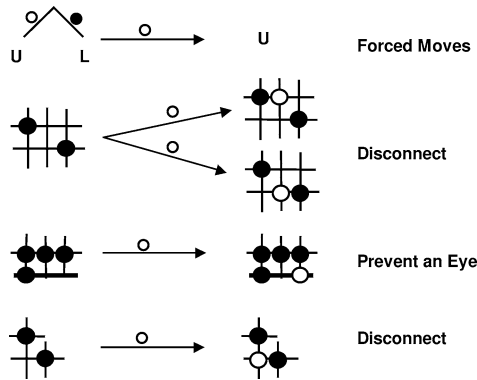 U L
U
Forced Moves
Disconnect
Prevent an Eye
Disconnect